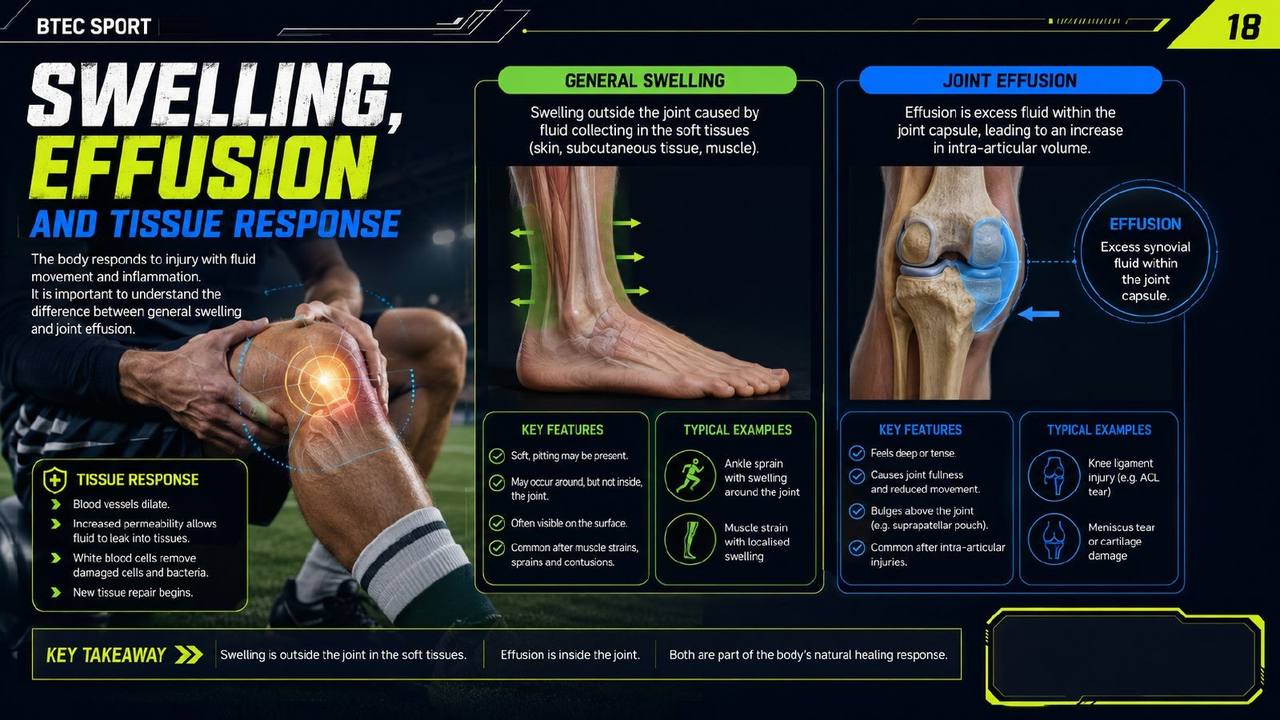 BTEC SPORT
18
SWELLING,
EFFUSION
AND TISSUE RESPONSE
The body responds to injury with fluid
movement and inflammation.
It is important to understand the
difference between general swelling
and joint effusion.
TISSUE RESPONSE
Blood vessels dilate.
Increased permeability allows
fluid to leak into tissues.
White blood cells remove
damaged cells and bacteria.
New tissue repair begins.
GENERAL SWELLING
Swelling outside the joint caused by
fluid collecting in the soft tissues
(skin, subcutaneous tissue, muscle).
KEY FEATURES
Soft, pitting may be present.
May occur around, but not inside,
the joint.
Often visible on the surface.
Common after muscle strains,
sprains and contusions.
TYPICAL EXAMPLES
Ankle sprain
with swelling
around the joint
Muscle strain
with localised
swelling
JOINT EFFUSION
Effusion is excess fluid within the
joint capsule, leading to an increase
in intra-articular volume.
EFFUSION
Excess synovial
fluid within
the joint
capsule.
KEY FEATURES
Feels deep or tense.
Causes joint fullness
and reduced movement.
Bulges above the joint
(e.g. suprapatellar pouch).
Common after intra-articular
injuries.
TYPICAL EXAMPLES
Knee ligament
injury (e.g. ACL
tear)
Meniscus tear
or cartilage
damage
KEY TAKEAWAY
Swelling is outside the joint in the soft tissues.
Effusion is inside the joint.
Both are part of the body's natural healing response.